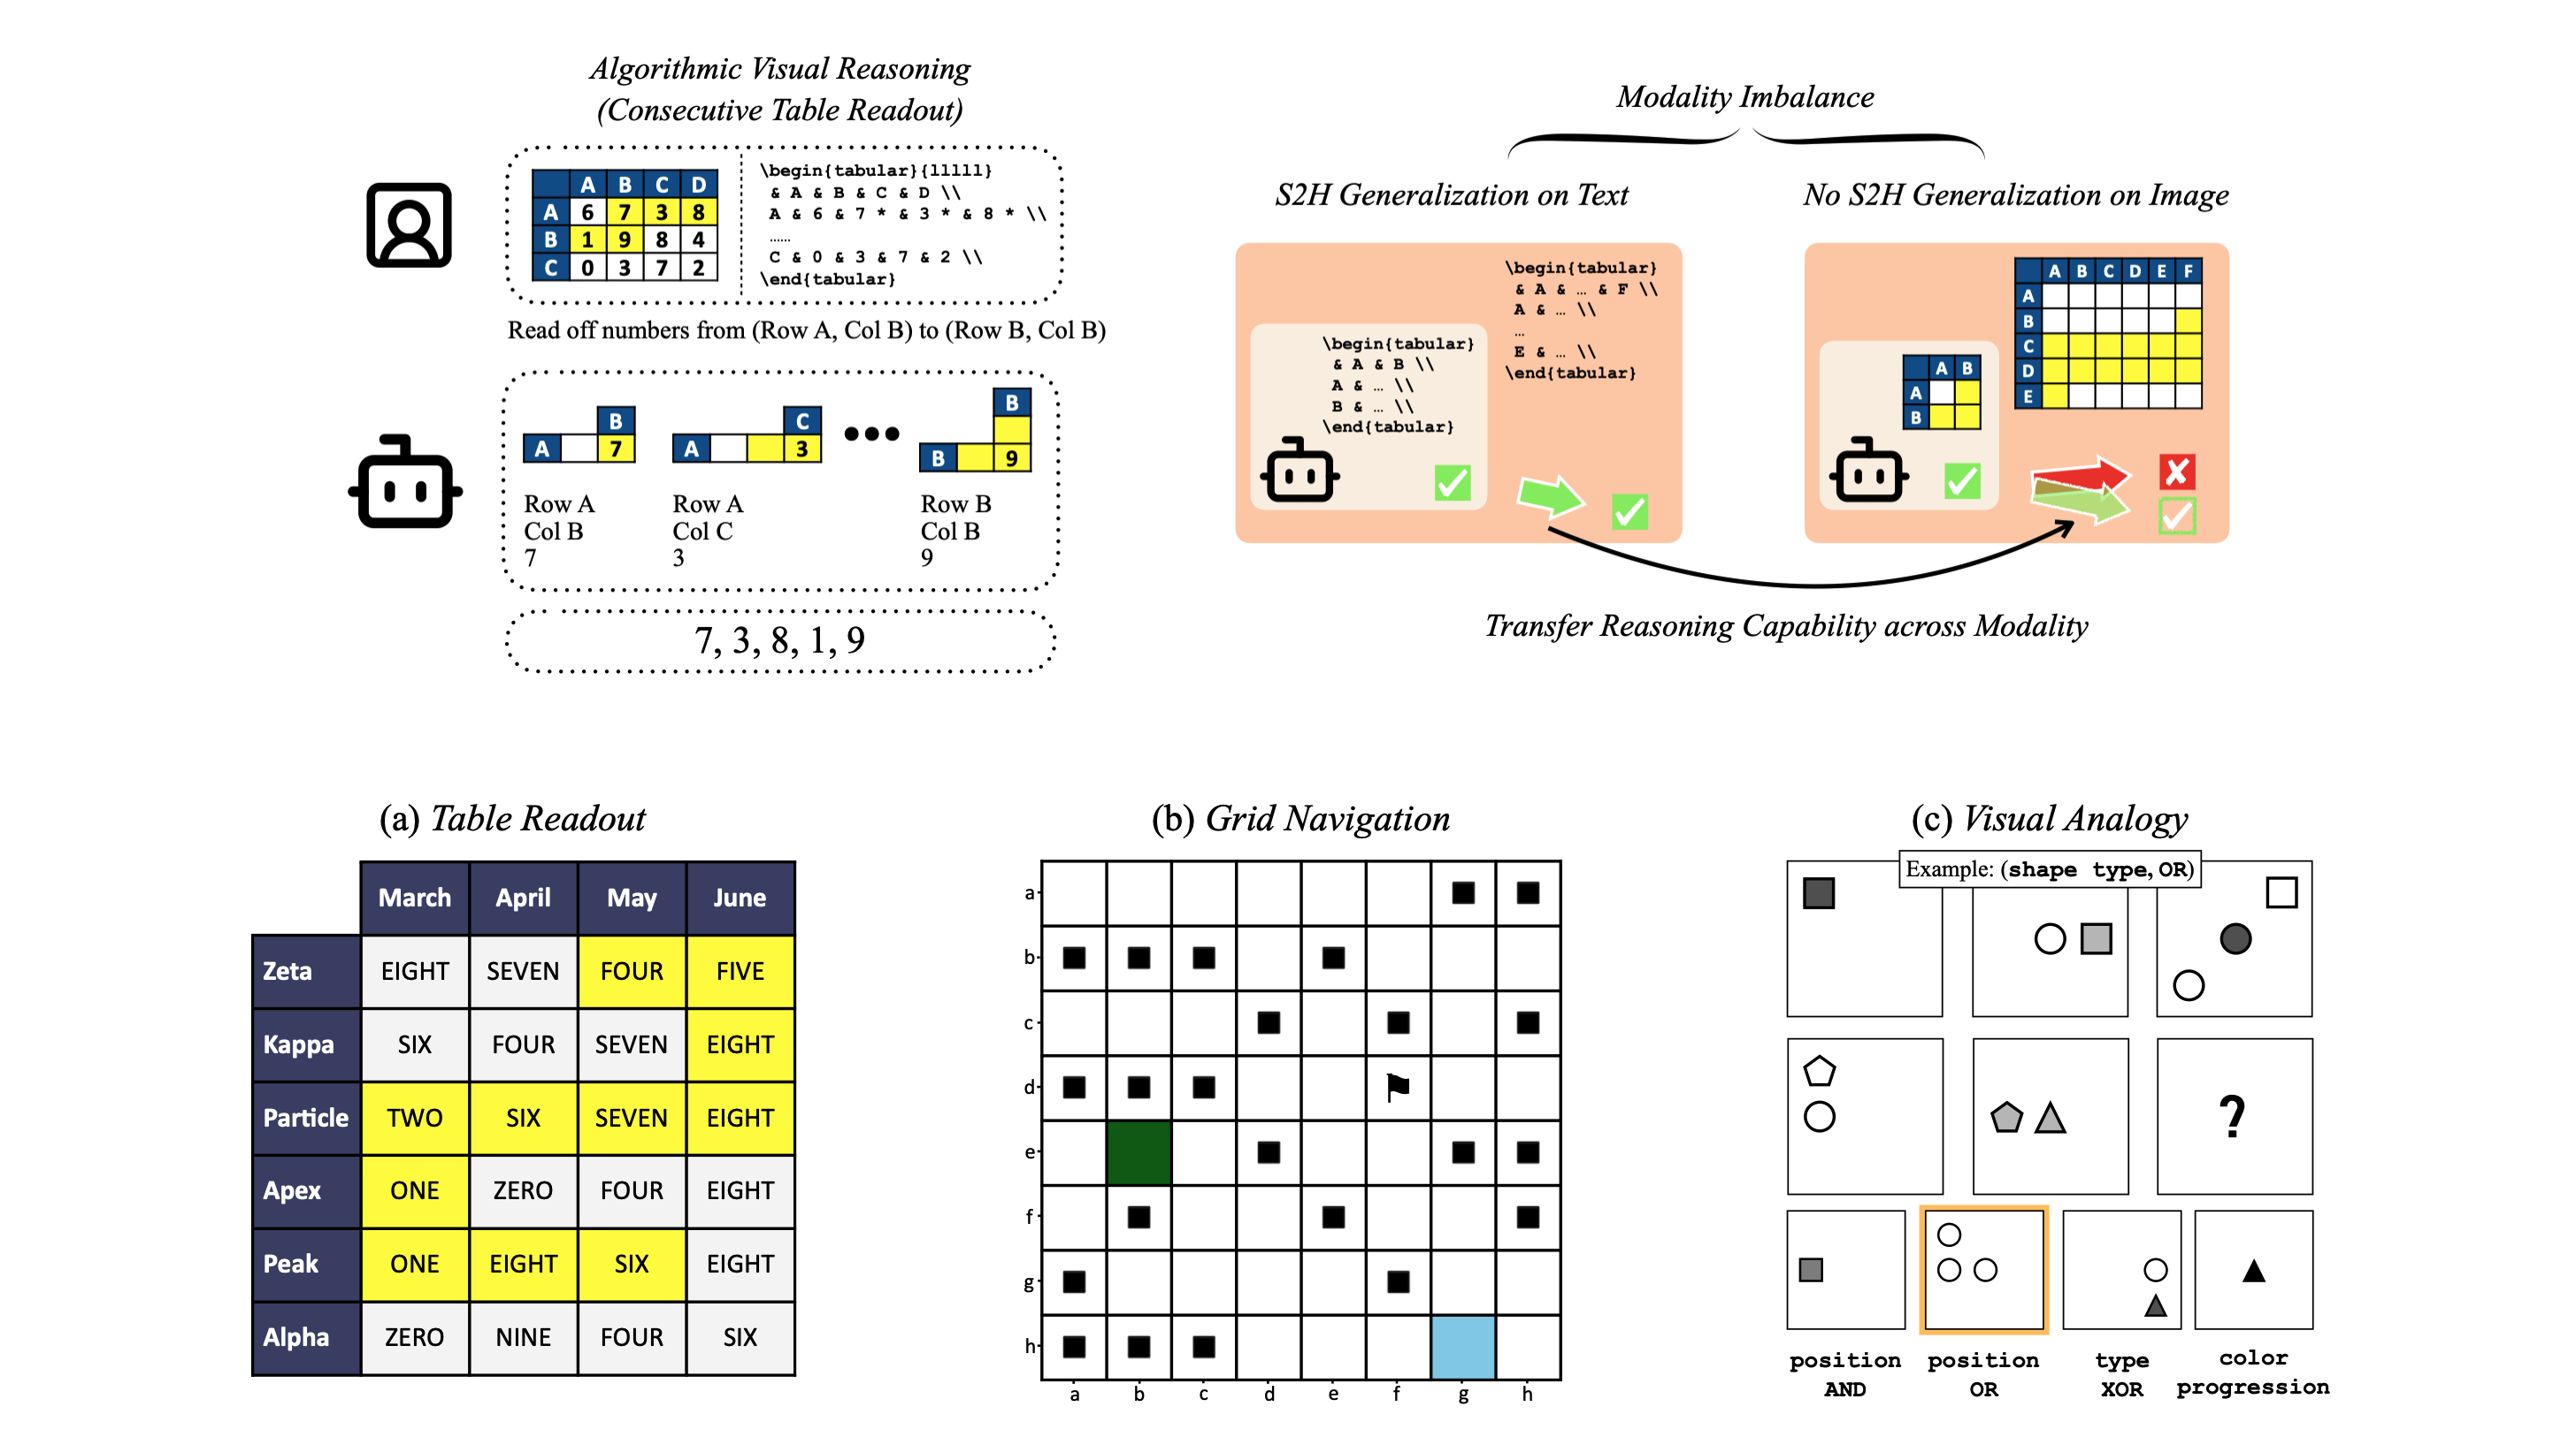 Algorithmic Visual Reasoning
(Consecutive Table Readout)
A B C D
A 6 7 3 8
B 1 9 8 4
C 0 3 7 2
\begin{tabular}{lllll}
& A & B & C & D \\
A & 6 & 7 * & 3 * & 8 * \\
......
C & 0 & 3 & 7 & 2 \\
\end{tabular}
Read off numbers from (Row A, Col B) to (Row B, Col B)
B
A 7
C
A 3
B
B 9
Row A
Col B
7
Row A
Col C
3
Row B
Col B
9
7, 3, 8, 1, 9
Modality Imbalance
S2H Generalization on Text
\begin{tabular}
& A & B \\
A & … \\
B & … \\
\end{tabular}
\begin{tabular}
& A & … & F \\
A & … \\
…
E & … \\
\end{tabular}
No S2H Generalization on Image
A B
A
B
A B C D E F
A
B
C
D
E
Transfer Reasoning Capability across Modality
(a) Table Readout
March April May June
Zeta EIGHT SEVEN FOUR FIVE
Kappa SIX FOUR SEVEN EIGHT
Particle TWO SIX SEVEN EIGHT
Apex ONE ZERO FOUR EIGHT
Peak ONE EIGHT SIX EIGHT
Alpha ZERO NINE FOUR SIX
(b) Grid Navigation
a
b
c
d
e
f
g
h
a b c d e f g h
(c) Visual Analogy
Example: (shape type, OR)
?
position
AND
position
OR
type
XOR
color
progression